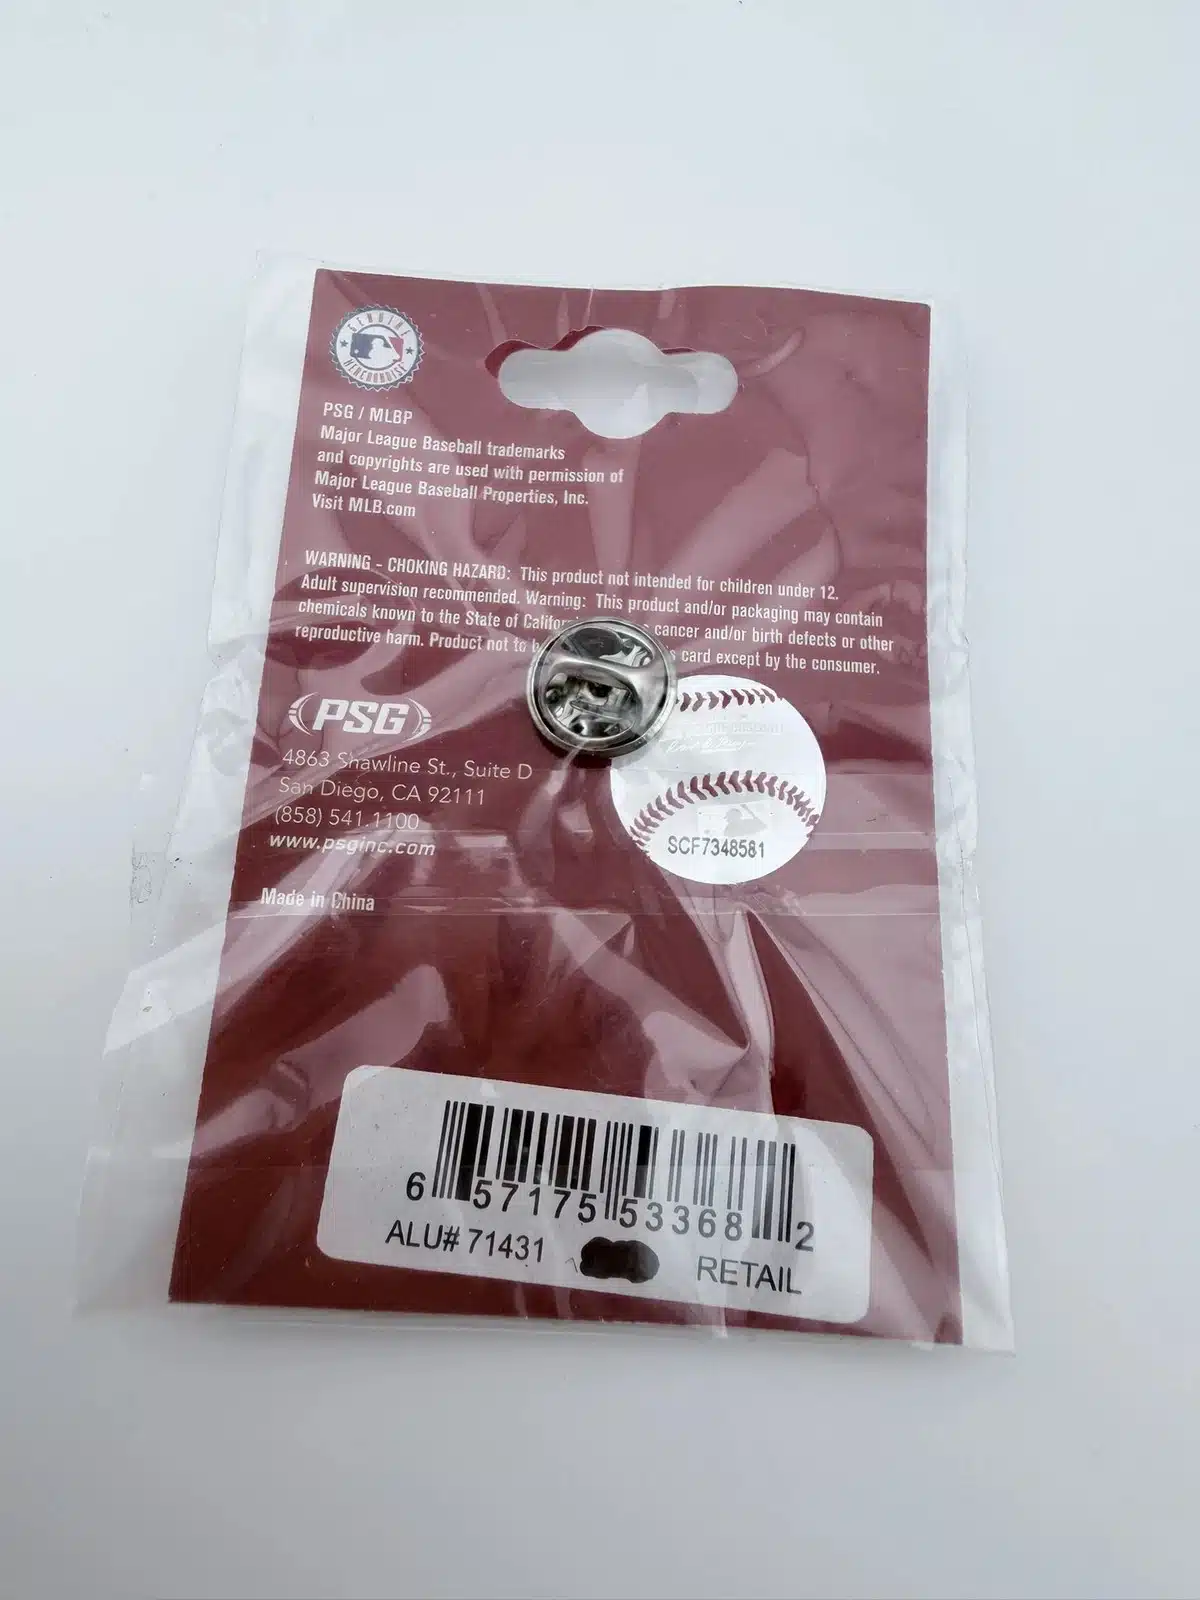 GENUINE
MERCHANDISE
PSG / MLBP
Major League Baseball trademarks
and copyrights are used with permission of
Major League Baseball Properties, Inc.
Visit MLB.com
WARNING - CHOKING HAZARD: This product not intended for children under 12.
Adult supervision recommended. Warning: This product and/or packaging may contain
chemicals known to the State of cancer and/or birth defects or other
reproductive harm. Product not to card except by the consumer.
PSG
4863 Shawline St., Suite D
San Diego, CA 92111
(858) 541.1100
www.psginc.com
Made in China
SCF7348581
6 57175 53368 2
ALU# 71431 RETAIL